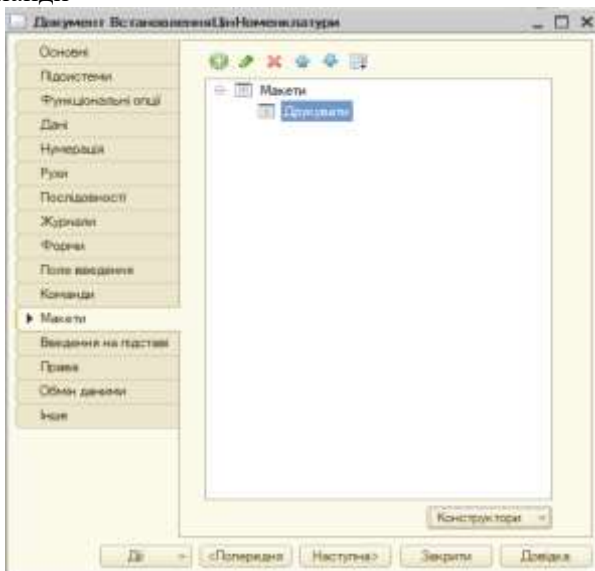 Документ ВстановленняЦінНоменклатури
Основні
Підсистеми
Функціональні опції
Дані
Нумерація
Рухи
Послідовності
Журнали
Форми
Поле введення
Команди
Макети
Введення на підставі
Права
Обмін даними
Інше
Макети
Друкувати
Конструктори
Дії
<Попередня
Наступна>
Закрити
Довідка